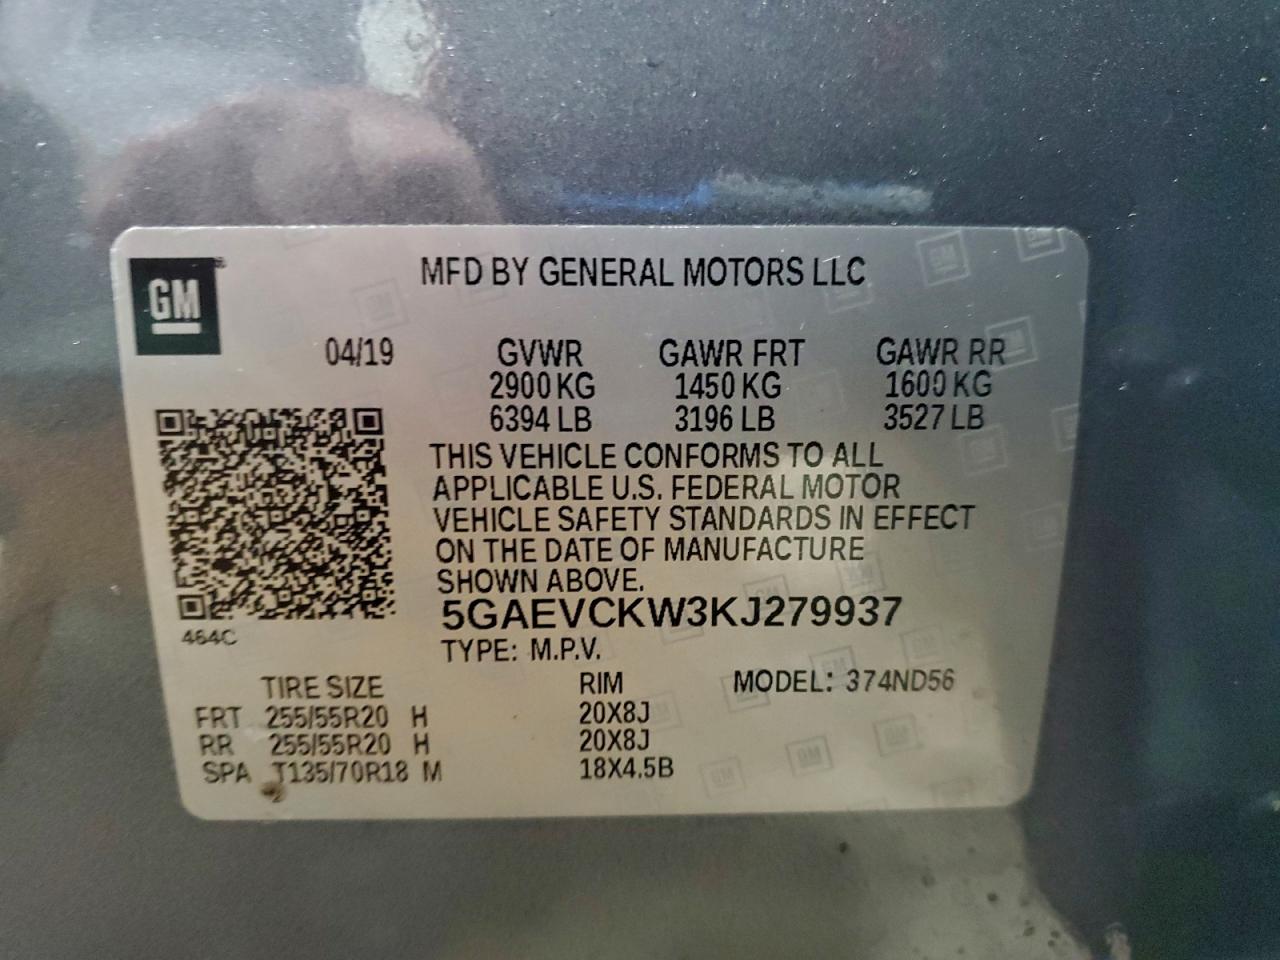 GM
MFD BY GENERAL MOTORS LLC
04/19 GVWR GAWR FRT GAWR RR
2900 KG 1450 KG 1600 KG
6394 LB 3196 LB 3527 LB
THIS VEHICLE CONFORMS TO ALL
APPLICABLE U.S. FEDERAL MOTOR
VEHICLE SAFETY STANDARDS IN EFFECT
ON THE DATE OF MANUFACTURE
SHOWN ABOVE.
5GAEVCKW3KJ279937
464C
TYPE: M.P.V.
TIRE SIZE RIM MODEL: 374ND56
FRT 255/55R20 H 20X8J
RR 255/55R20 H 20X8J
SPA T135/70R18 M 18X4.5B